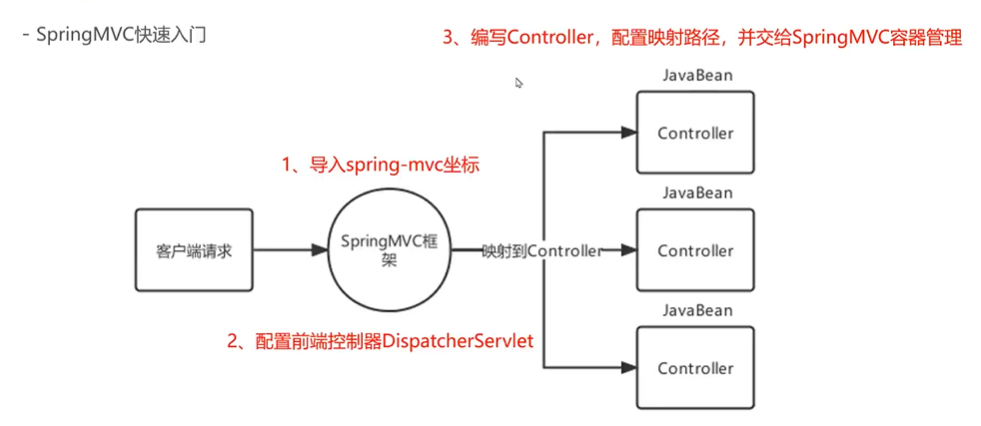 - SpringMVC快速入门
3、编写Controller，配置映射路径，并交给SpringMVC容器管理
JavaBean
Controller
1、导入spring-mvc坐标
JavaBean
客户端请求
SpringMVC框
架
映射到Controller
Controller
JavaBean
2、配置前端控制器DispatcherServlet
Controller